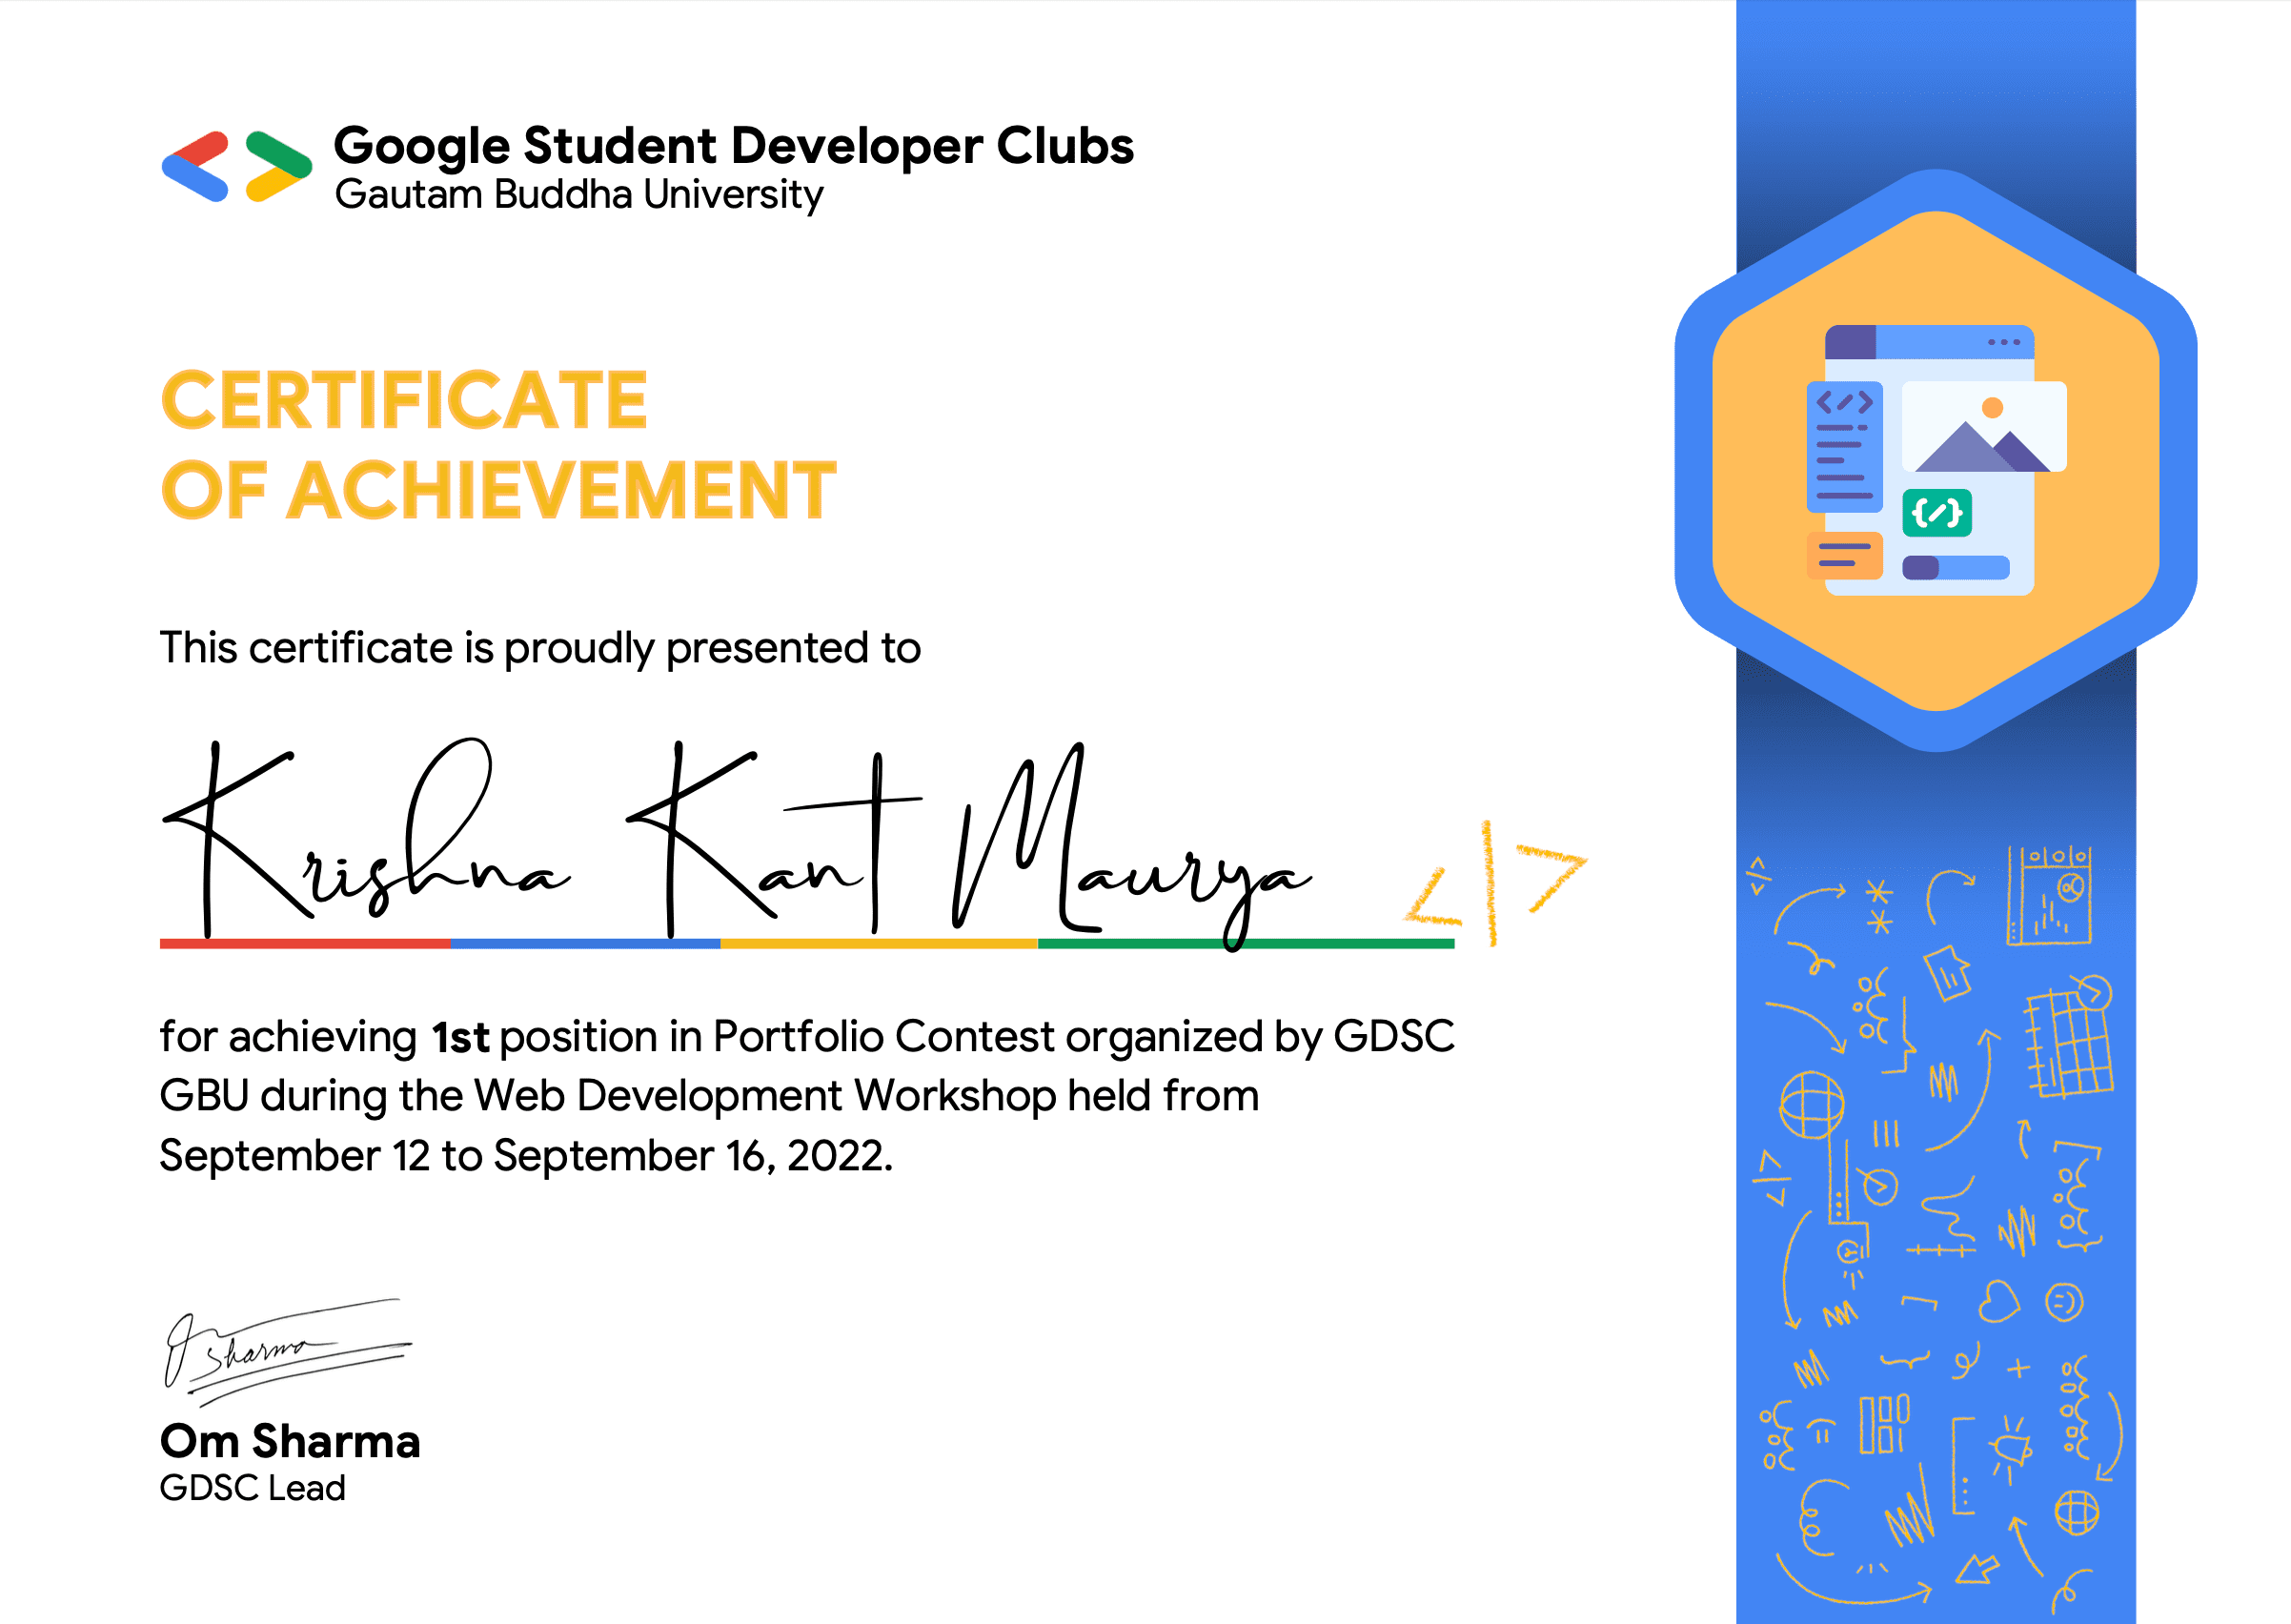 Google Student Developer Clubs
Gautam Buddha University
CERTIFICATE
OF ACHIEVEMENT
This certificate is proudly presented to
Krishna Kant Maurya
for achieving 1st position in Portfolio Contest organized by GDSC
GBU during the Web Development Workshop held from
September 12 to September 16, 2022.
Sharma
Om Sharma
GDSC Lead